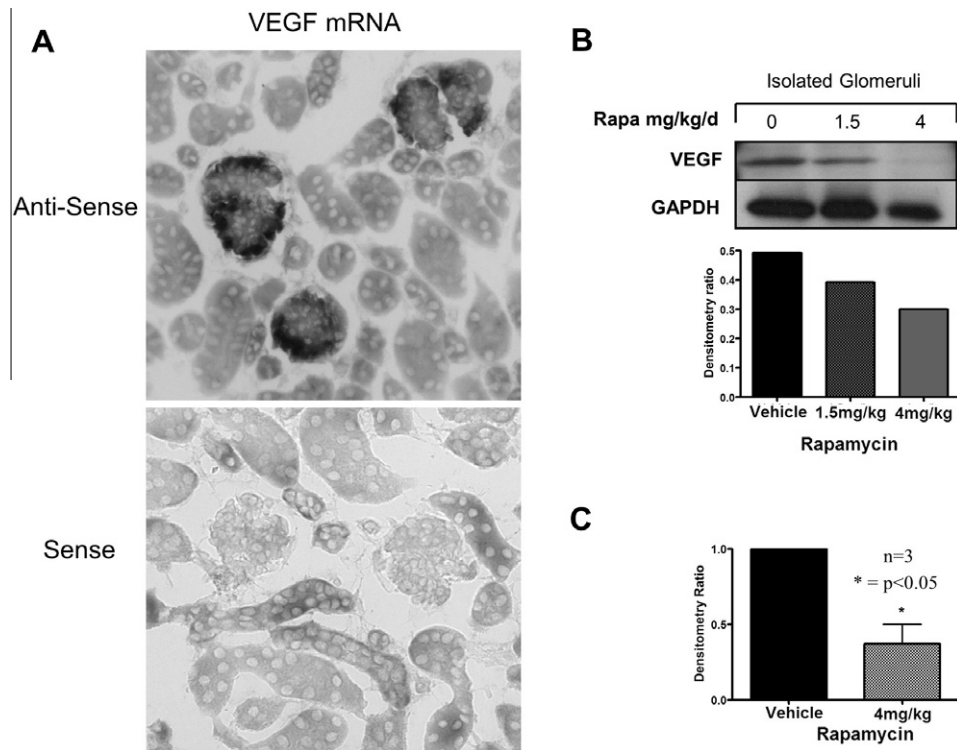 A
VEGF mRNA
Anti-Sense
Sense
B
Isolated Glomeruli
Rapa mg/kg/d 0 1.5 4
VEGF
GAPDH
Densitometry ratio
0.5
0.4
0.3
0.2
0.1
0.0
Vehicle 1.5mg/kg 4mg/kg
Rapamycin
C
Densitometry Ratio
1.0
0.5
0.0
n=3
* = p<0.05
*
Vehicle 4mg/kg
Rapamycin